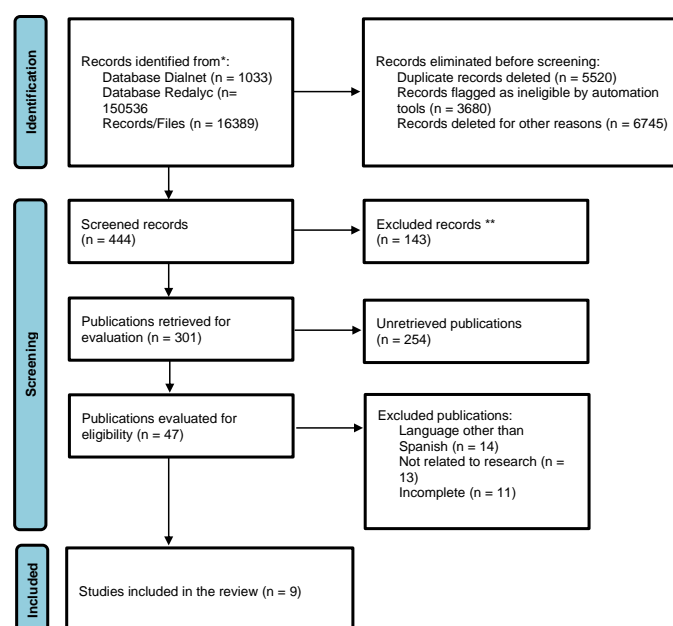 Identification
Records identified from*:
Database Dialnet (n = 1033)
Database Redalyc (n=
150536
Records/Files (n = 16389)
Records eliminated before screening:
Duplicate records deleted (n = 5520)
Records flagged as ineligible by automation
tools (n = 3680)
Records deleted for other reasons (n = 6745)
Screening
Screened records
(n = 444)
Excluded records **
(n = 143)
Publications retrieved for
evaluation (n = 301)
Unretrieved publications
(n = 254)
Publications evaluated for
eligibility (n = 47)
Excluded publications:
Language other than
Spanish (n = 14)
Not related to research (n =
13)
Incomplete (n = 11)
Included
Studies included in the review (n = 9)